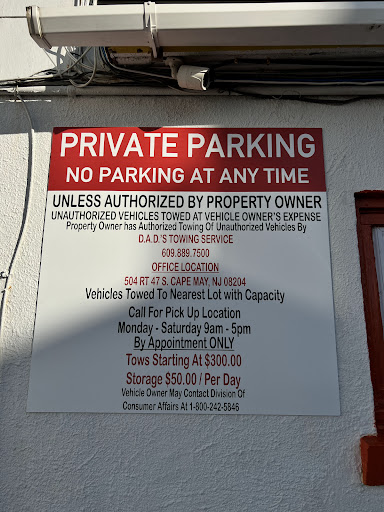 PRIVATE PARKING
NO PARKING AT ANY TIME
UNLESS AUTHORIZED BY PROPERTY OWNER
UNAUTHORIZED VEHICLES TOWED AT VEHICLE OWNER'S EXPENSE
Property Owner has Authorized Towing Of Unauthorized Vehicles By
D.A.D.'S TOWING SERVICE
609.889.7500
OFFICE LOCATION
504 RT 47 S. CAPE MAY, NJ 08204
Vehicles Towed To Nearest Lot with Capacity
Call For Pick Up Location
Monday - Saturday 9am - 5pm
By Appointment ONLY
Tows Starting At $300.00
Storage $50.00 / Per Day
Vehicle Owner May Contact Division Of
Consumer Affairs At 1-800-242-5846